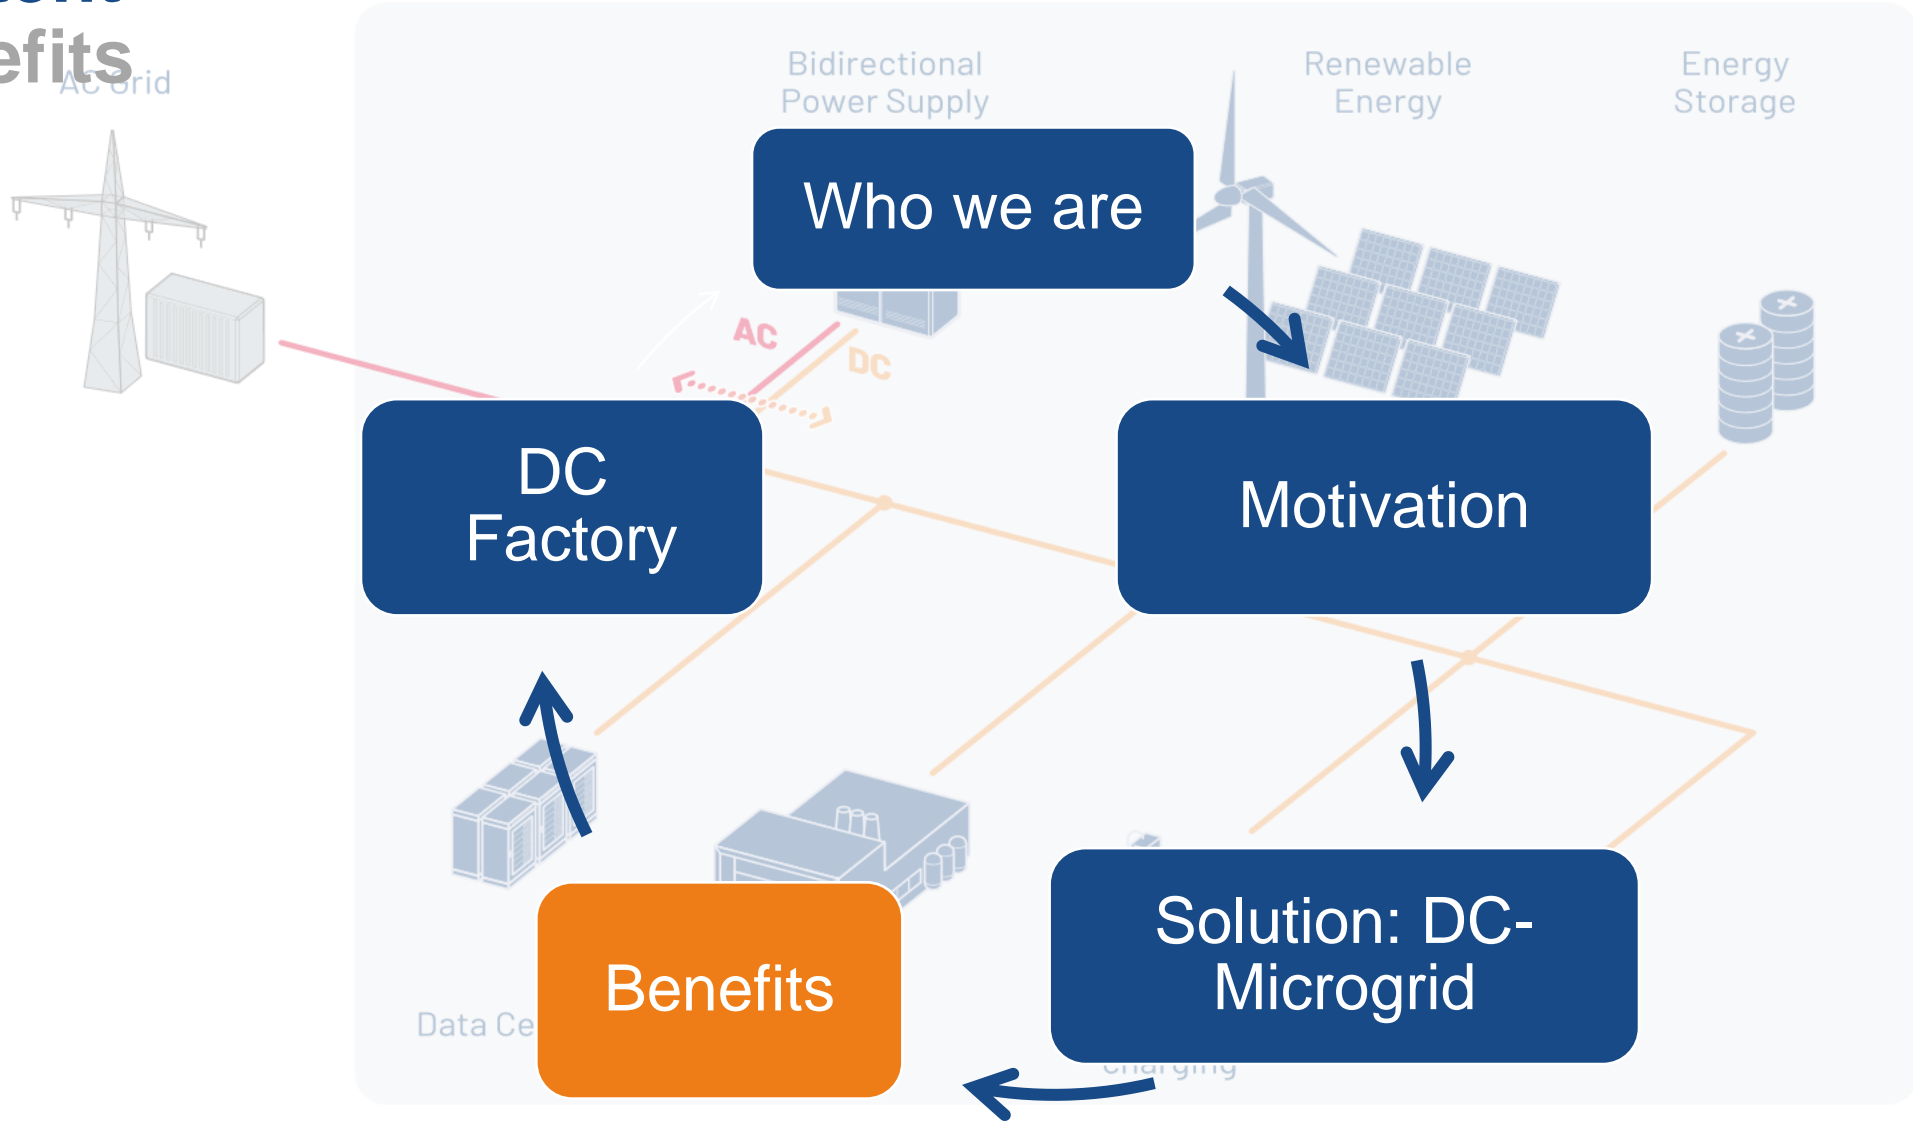 efits
AC Grid
Bidirectional
Power Supply
Renewable
Energy
Energy
Storage
Who we are
AC
DC
DC
Factory
Motivation
Solution: DC-
Microgrid
Benefits
Data Ce
Charging